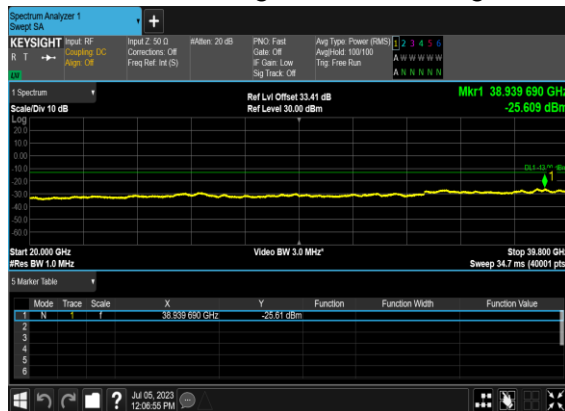 Spectrum Analyzer 1
Swept SA
+
KEYSIGHT Input: RF Input Z: 50 Ω #Atten: 20 dB PNO: Fast Avg Type: Power (RMS) 1 2 3 4 5 6
R T Coupling: DC Corrections: Off Gate: Off Avg|Hold: 100/100 A W W W W W
Align: Off Freq Ref: Int (S) IF Gain: Low Trig: Free Run
LW Sig Track: Off A N N N N N
1 Spectrum Ref Lvl Offset 33.41 dB Mkr1 38.939 690 GHz
Scale/Div 10 dB Ref Level 30.00 dBm -25.609 dBm
Log
20.0
10.0
0.00
-10.0
1
-20.0
-30.0
-40.0
-50.0
-60.0
Start 20.000 GHz Video BW 3.0 MHz* Stop 39.800 GHz
#Res BW 1.0 MHz Sweep 34.7 ms (40001 pts
5 Marker Table
Mode Trace Scale X Y Function Function Width Function Value
1 N 1 f 38.939 690 GHz -25.61 dBm
2
3
4
5
6
? Jul 05, 2023
12:06:55 PM